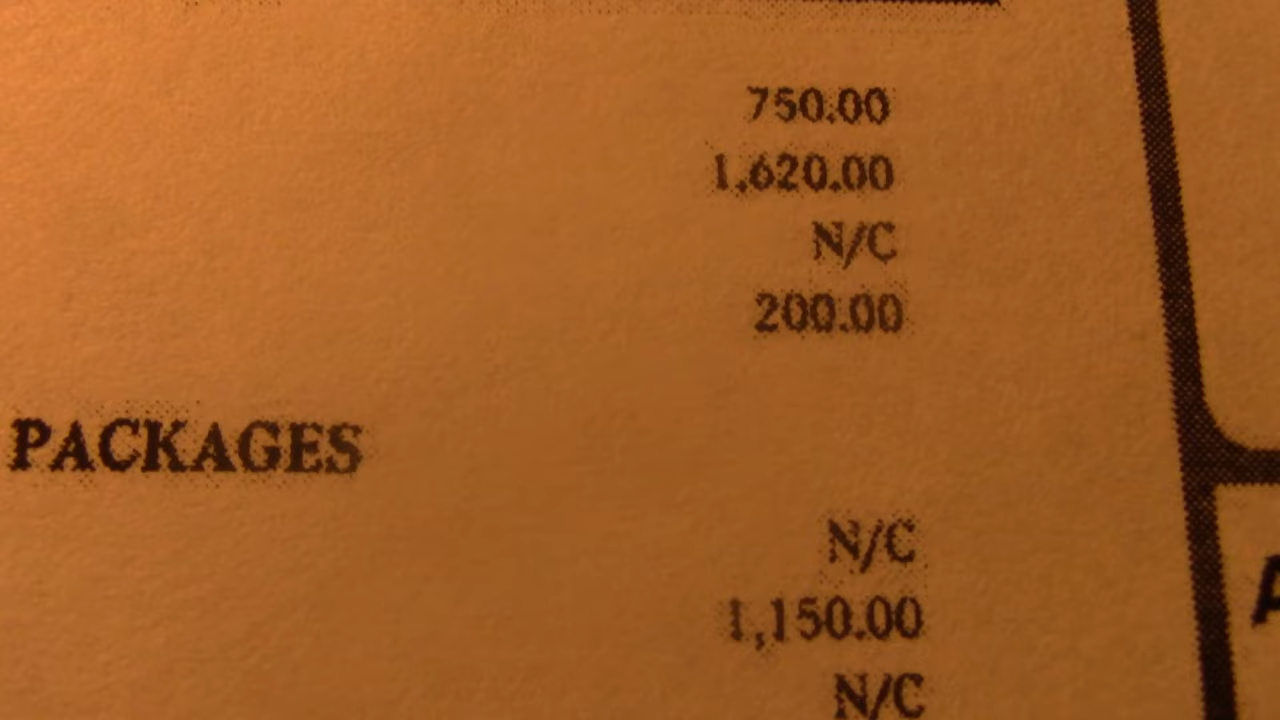 750.00
1,620.00
N/C
200.00
PACKAGES
N/C
1,150.00
N/C